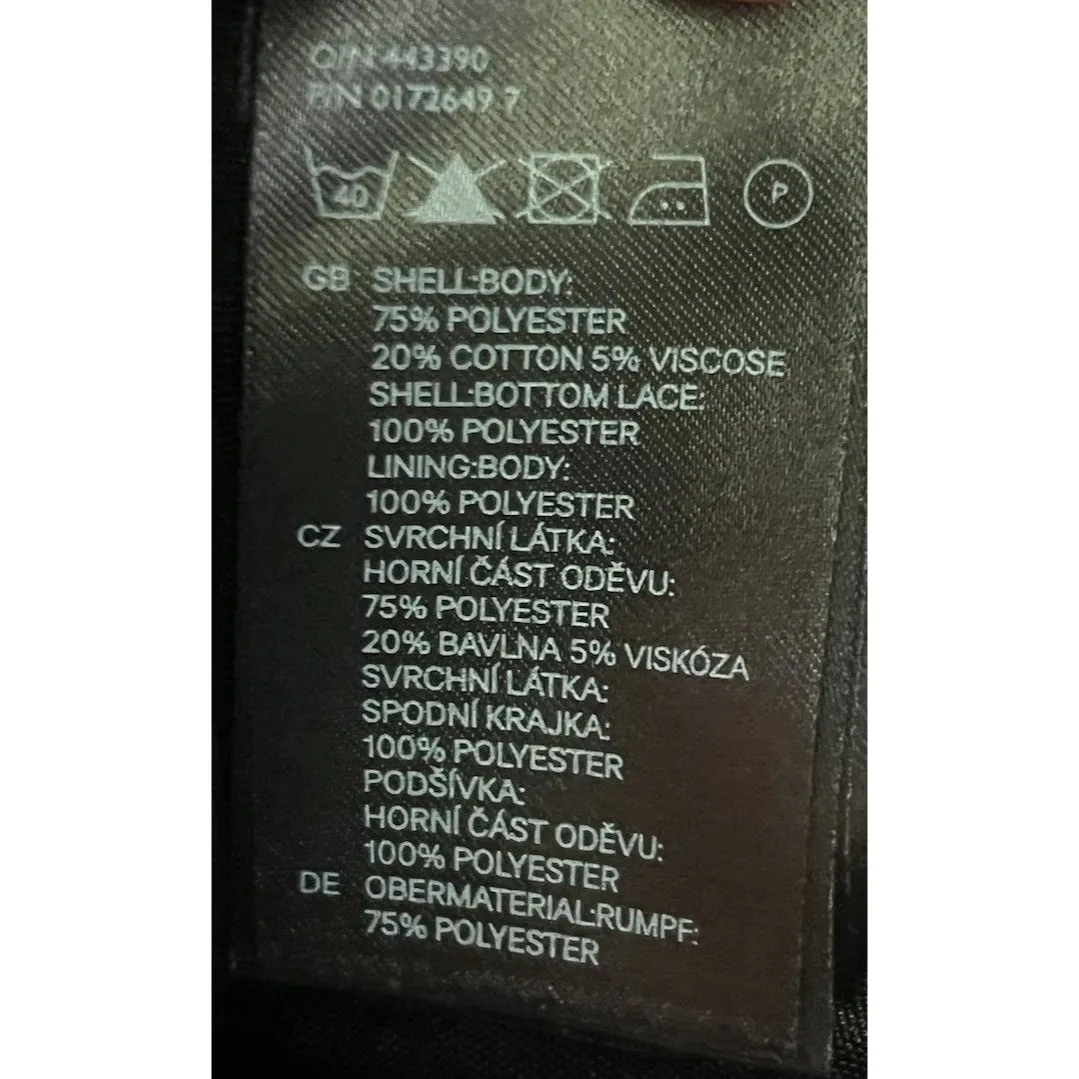 O/N 443390
P/N 0172649 7
40
P
GB SHELL:BODY:
75% POLYESTER
20% COTTON 5% VISCOSE
SHELL:BOTTOM LACE:
100% POLYESTER
LINING:BODY:
100% POLYESTER
CZ SVRCHNÍ LÁTKA:
HORNÍ ČÁST ODĚVU:
75% POLYESTER
20% BAVLNA 5% VISKÓZA
SVRCHNÍ LÁTKA:
SPODNÍ KRAJKA:
100% POLYESTER
PODŠÍVKA:
HORNÍ ČÁST ODĚVU:
100% POLYESTER
DE OBERMATERIAL:RUMPF:
75% POLYESTER